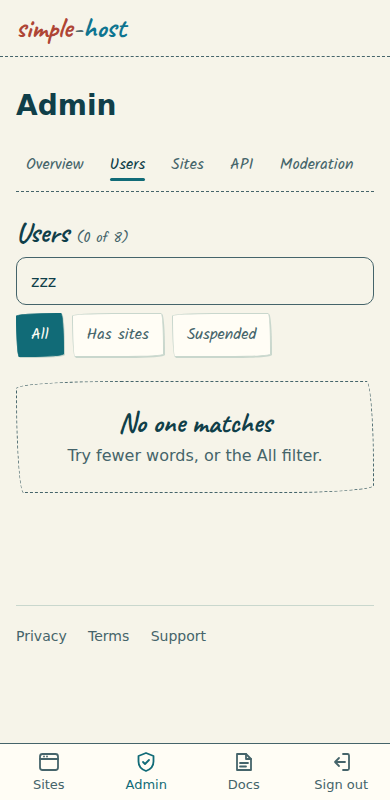 simple-host
Admin
Overview Users Sites API Moderation
Users (0 of 8)
zzz
All Has sites Suspended
No one matches
Try fewer words, or the All filter.
Privacy Terms Support
Sites Admin Docs Sign out